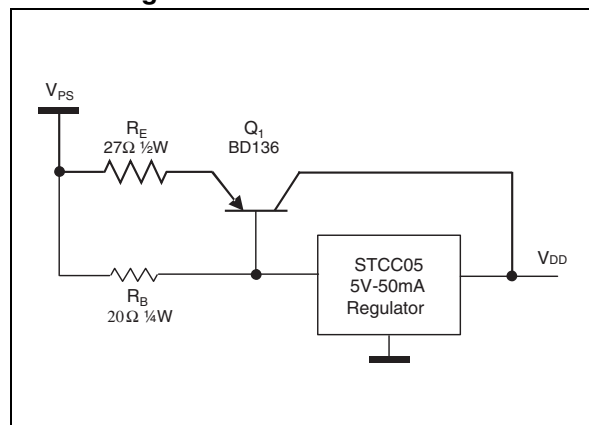 V_PS
R_E
27Ω ½W
Q_1
BD136
R_B
20Ω ¼W
STCC05
5V-50mA
Regulator
V_DD